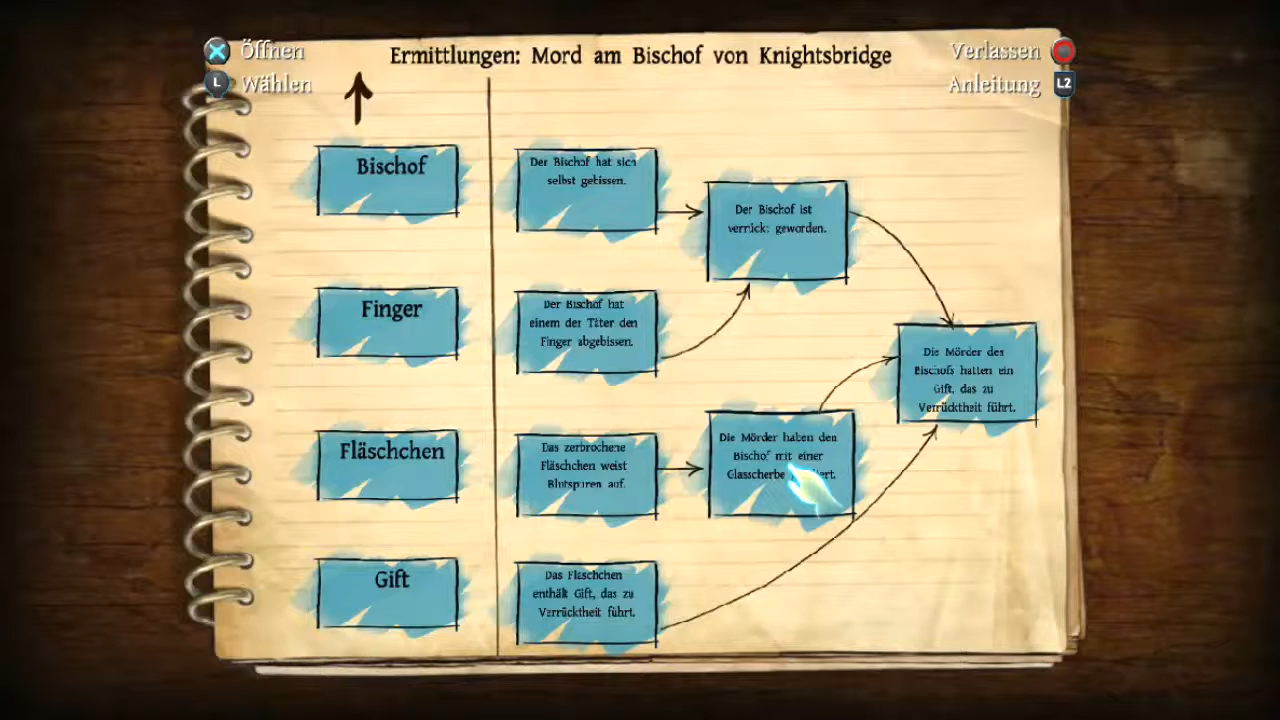 Öffnen
Ermittlungen: Mord am Bischof von Knightsbridge
Verlassen
L
Wählen
Anleitung
L2
Bischof
Der Bischof hat sich
selbst gebissen.
Der Bischof ist
verrückt geworden.
Finger
Der Bischof hat
einem der Täter den
Finger abgebissen.
Die Mörder des
Bischofs hatten ein
Gift, das zu
Verrücktheit führt.
Fläschchen
Das zerbrochene
Fläschchen weist
Blutspuren auf.
Die Mörder haben den
Bischof mit einer
Glasscherbe
Gift
Das Fläschchen
enthält Gift, das zu
Verrücktheit führt.